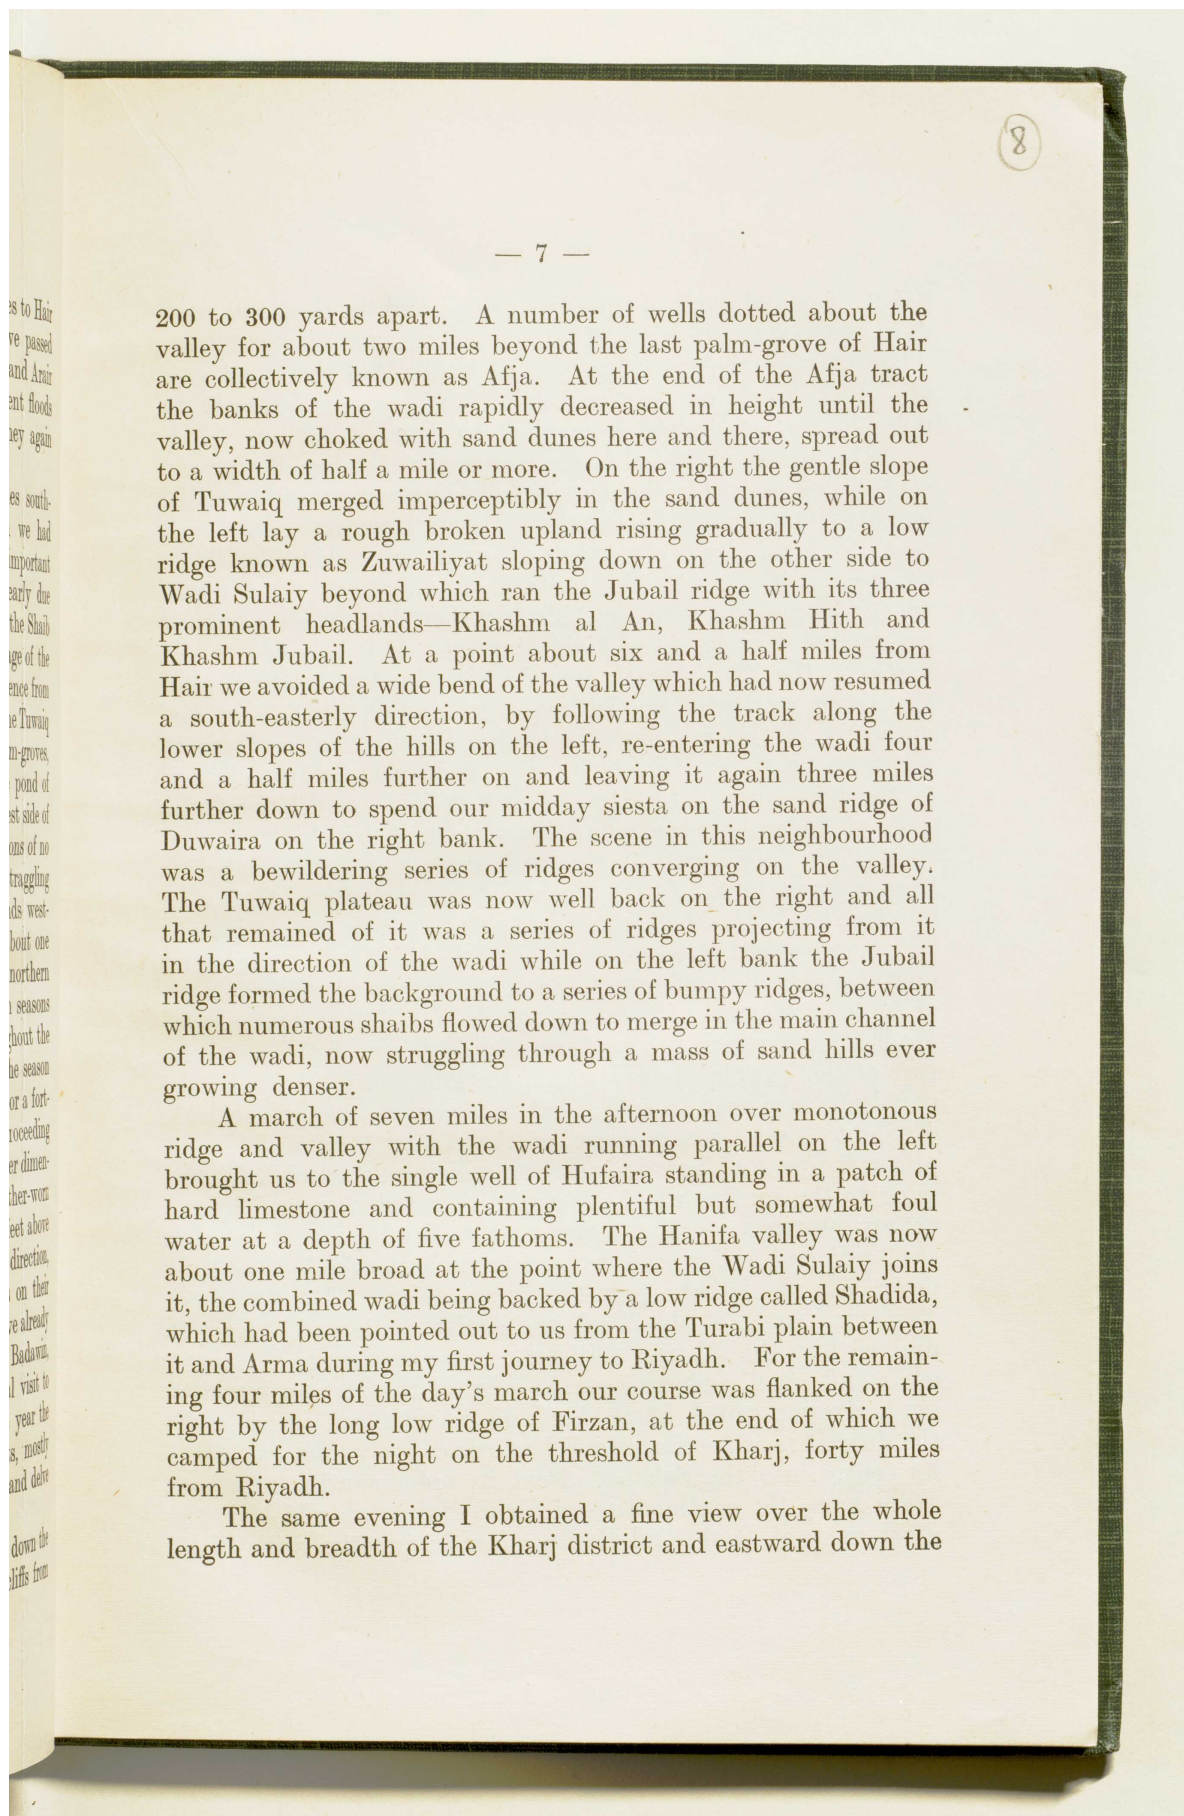 8
— 7 —
200 to 300 yards apart. A number of wells dotted about the
valley for about two miles beyond the last palm-grove of Hair
are collectively known as Afja. At the end of the Afja tract
the banks of the wadi rapidly decreased in height until the
valley, now choked with sand dunes here and there, spread out
to a width of half a mile or more. On the right the gentle slope
of Tuwaiq merged imperceptibly in the sand dunes, while on
the left lay a rough broken upland rising gradually to a low
ridge known as Zuwailiyat sloping down on the other side to
Wadi Sulaiy beyond which ran the Jubail ridge with its three
prominent headlands—Khashm al An, Khashm Hith and
Khashm Jubail. At a point about six and a half miles from
Hair we avoided a wide bend of the valley which had now resumed
a south-easterly direction, by following the track along the
lower slopes of the hills on the left, re-entering the wadi four
and a half miles further on and leaving it again three miles
further down to spend our midday siesta on the sand ridge of
Duwaira on the right bank. The scene in this neighbourhood
was a bewildering series of ridges converging on the valley.
The Tuwaiq plateau was now well back on the right and all
that remained of it was a series of ridges projecting from it
in the direction of the wadi while on the left bank the Jubail
ridge formed the background to a series of bumpy ridges, between
which numerous shaibs flowed down to merge in the main channel
of the wadi, now struggling through a mass of sand hills ever
growing denser.
A march of seven miles in the afternoon over monotonous
ridge and valley with the wadi running parallel on the left
brought us to the single well of Hufaira standing in a patch of
hard limestone and containing plentiful but somewhat foul
water at a depth of five fathoms. The Hanifa valley was now
about one mile broad at the point where the Wadi Sulaiy joins
it, the combined wadi being backed by a low ridge called Shadida,
which had been pointed out to us from the Turabi plain between
it and Arma during my first journey to Riyadh. For the remain-
ing four miles of the day's march our course was flanked on the
right by the long low ridge of Firzan, at the end of which we
camped for the night on the threshold of Kharj, forty miles
from Riyadh.
The same evening I obtained a fine view over the whole
length and breadth of the Kharj district and eastward down the